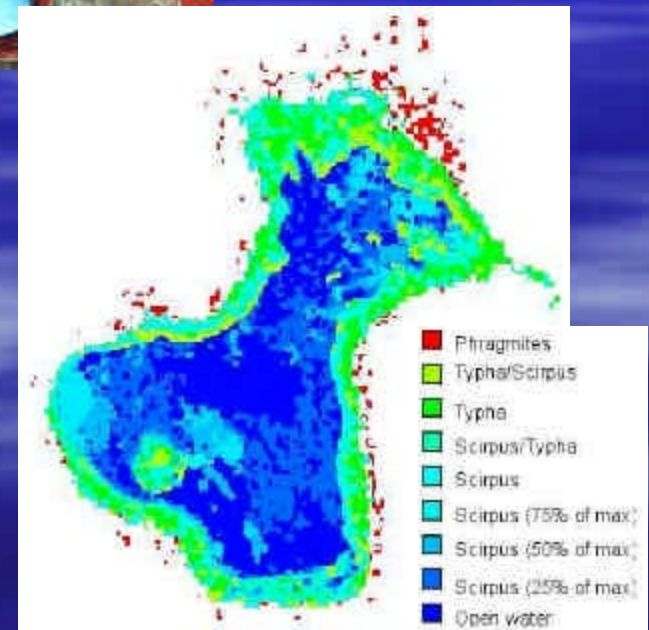 Phragmites
Typha/Scirpus
Typha
Scirpus/Typha
Scirpus
Scirpus (75% of max)
Scirpus (50% of max)
Scirpus (25% of max)
Open water